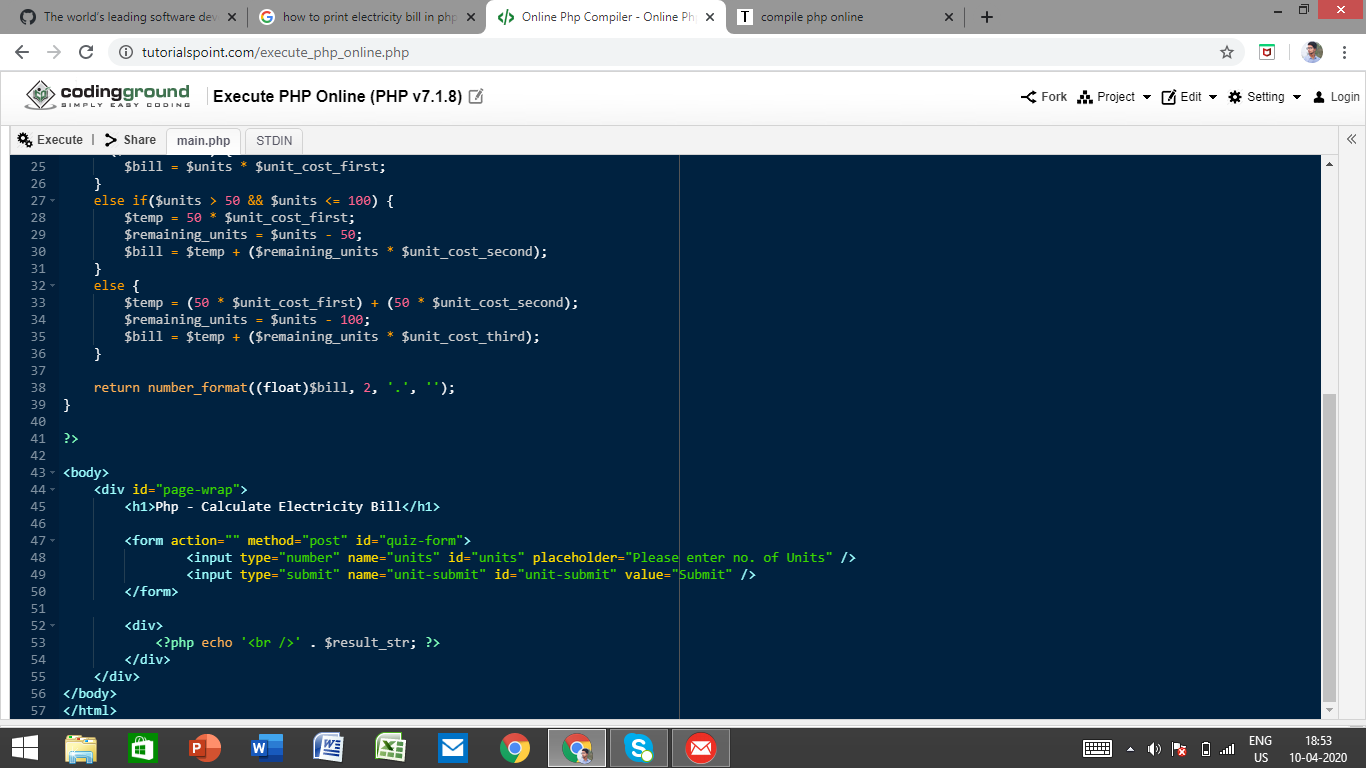 The world's leading software dev
how to print electricity bill in php
Online Php Compiler - Online Ph
T compile php online
tutorialspoint.com/execute_php_online.php
codingground
SIMPLY EASY CODING
Execute PHP Online (PHP v7.1.8)
Fork Project Edit Setting Login
Execute | Share main.php STDIN
25 $bill = $units * $unit_cost_first;
26 }
27 else if($units > 50 && $units <= 100) {
28 $temp = 50 * $unit_cost_first;
29 $remaining_units = $units - 50;
30 $bill = $temp + ($remaining_units * $unit_cost_second);
31 }
32 else {
33 $temp = (50 * $unit_cost_first) + (50 * $unit_cost_second);
34 $remaining_units = $units - 100;
35 $bill = $temp + ($remaining_units * $unit_cost_third);
36 }
37
38 return number_format((float)$bill, 2, '.', '');
39 }
40
41 ?>
42
43 <body>
44 <div id="page-wrap">
45 <h1>Php - Calculate Electricity Bill</h1>
46
47 <form action="" method="post" id="quiz-form">
48 <input type="number" name="units" id="units" placeholder="Please enter no. of Units" />
49 <input type="submit" name="unit-submit" id="unit-submit" value="Submit" />
50 </form>
51
52 <div>
53 <?php echo '<br />' . $result_str; ?>
54 </div>
55 </div>
56 </body>
57 </html>
ENG 18:53
US 10-04-2020